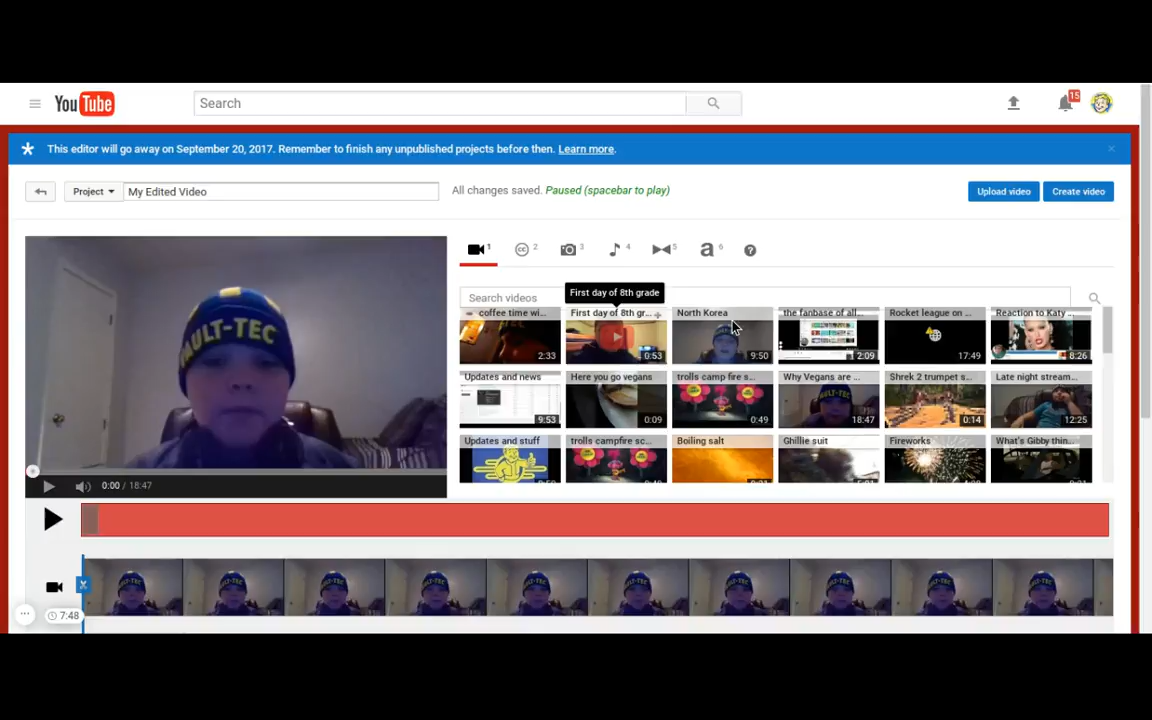 YouTube
Search
15
This editor will go away on September 20, 2017. Remember to finish any unpublished projects before then. Learn more.
Project
My Edited Video
All changes saved. Paused (spacebar to play)
Upload video
Create video
1 2 3 4 a 5 6
First day of 8th grade
Search videos
coffee time wi...
First day of 8th gr...
North Korea
the fanbase of all...
Rocket league on ...
Reaction to Katy ...
2:33
0:53
9:50
2:09
17:49
8:26
Updates and news
Here you go vegans
trolls camp fire s...
Why Vegans are ...
Shrek 2 trumpet s...
Late night stream...
9:53
0:09
0:49
18:47
0:14
12:25
Updates and stuff
trolls campfire sc...
Boiling salt
Ghillie suit
Fireworks
What's Gibby thin...
VAULT-TEC
0:00 / 18:47
7:48